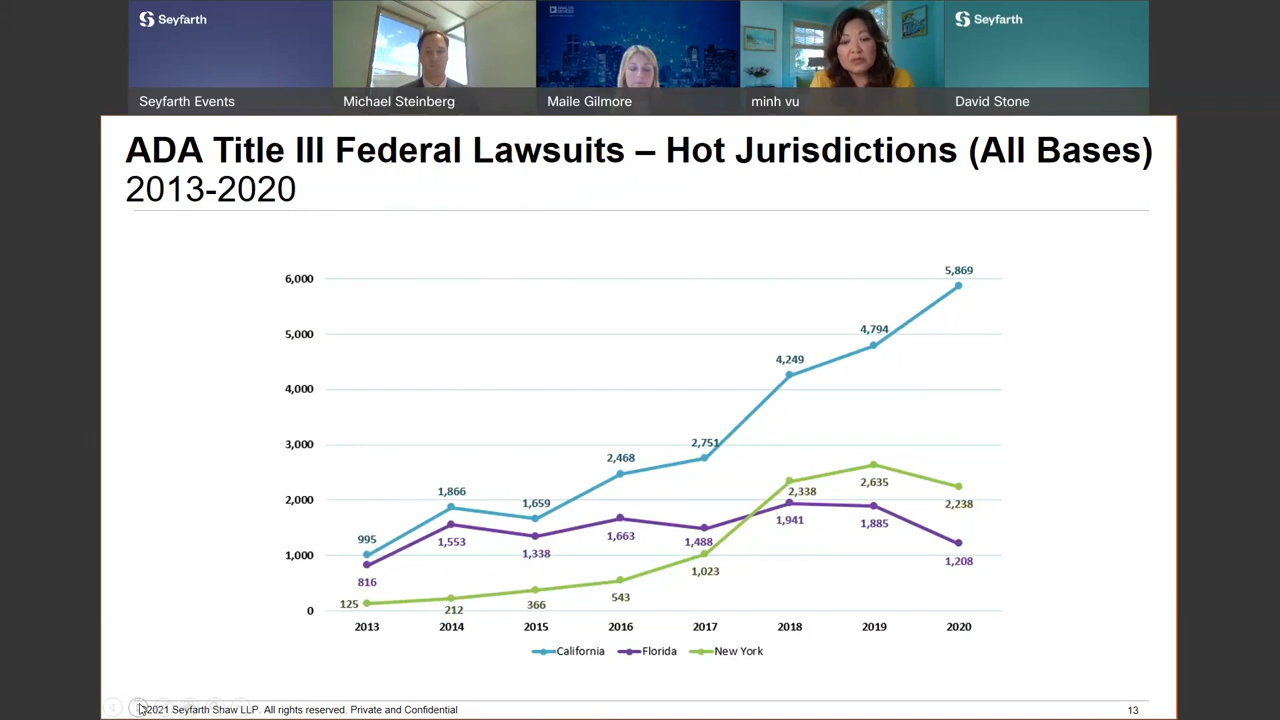 Seyfarth
ANALOG DEVICES
Seyfarth
Seyfarth Events
Michael Steinberg
Maile Gilmore
minh vu
David Stone
ADA Title III Federal Lawsuits – Hot Jurisdictions (All Bases)
2013-2020
6,000
5,000
4,000
3,000
2,000
1,000
0
995
1,866
1,659
2,468
2,751
4,249
4,794
5,869
816
1,553
1,338
1,663
1,488
1,941
1,885
1,208
125
212
366
543
1,023
2,338
2,635
2,238
2013 2014 2015 2016 2017 2018 2019 2020
California Florida New York
©2021 Seyfarth Shaw LLP. All rights reserved. Private and Confidential
13